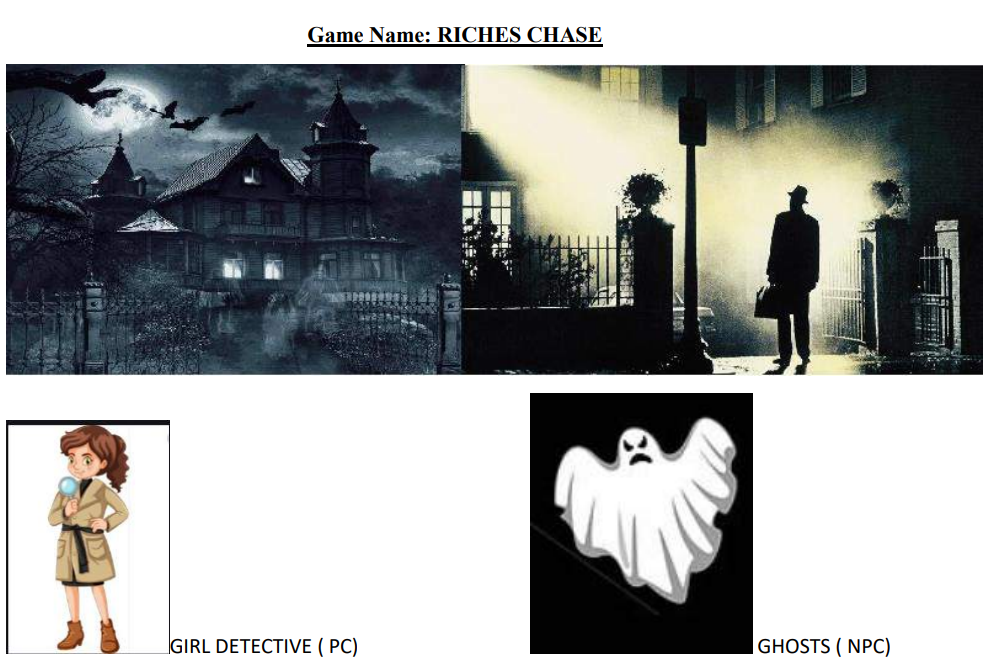 Game Name: RICHES CHASE
GIRL DETECTIVE ( PC)
GHOSTS ( NPC)